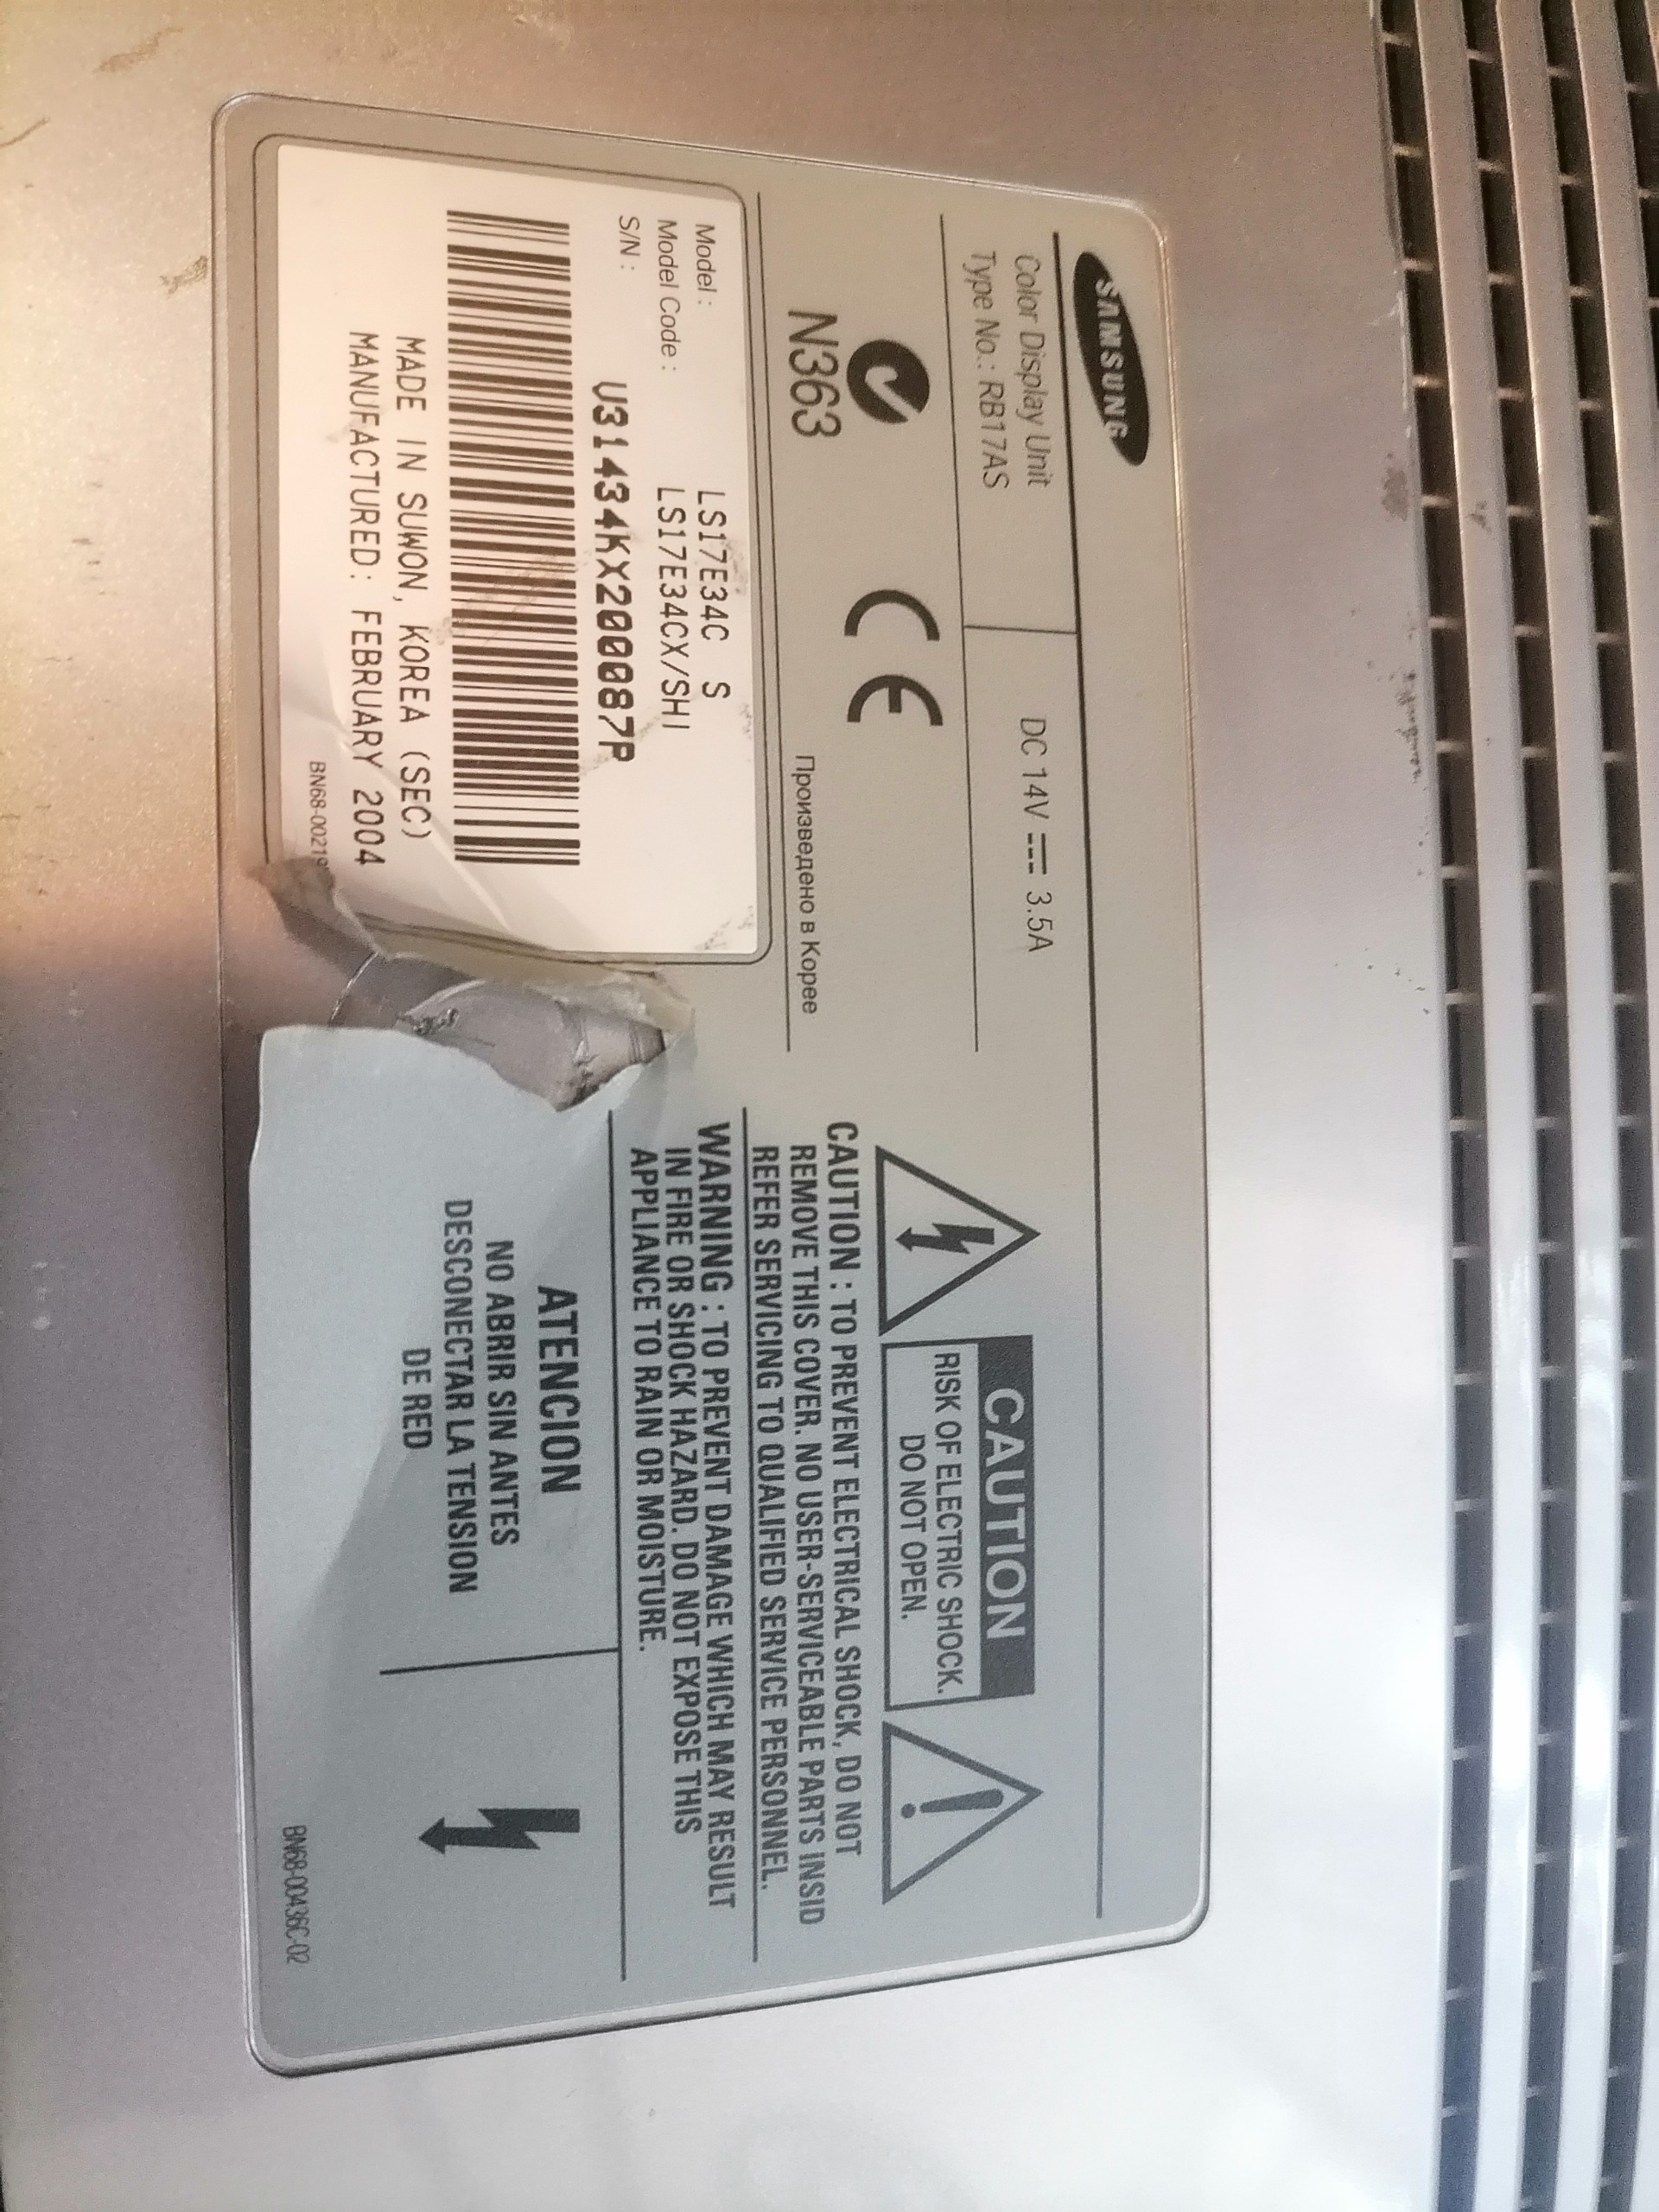 SAMSUNG
Color Display Unit
Type No.: RB17AS
DC 14V 3.5A
N363
CE
Произведено в Корее
Model : LS17E34C S
Model Code : LS17E34CX/SHI
S/N :
V31434KX200087P
MADE IN SUWON, KOREA (SEC)
MANUFACTURED: FEBRUARY 2004
CAUTION
RISK OF ELECTRIC SHOCK.
DO NOT OPEN.
CAUTION : TO PREVENT ELECTRICAL SHOCK, DO NOT
REMOVE THIS COVER. NO USER-SERVICEABLE PARTS INSID
REFER SERVICING TO QUALIFIED SERVICE PERSONNEL.
WARNING : TO PREVENT DAMAGE WHICH MAY RESULT
IN FIRE OR SHOCK HAZARD. DO NOT EXPOSE THIS
APPLIANCE TO RAIN OR MOISTURE.
ATENCION
NO ABRIR SIN ANTES
DESCONECTAR LA TENSION
DE RED
BN68-00436C-02